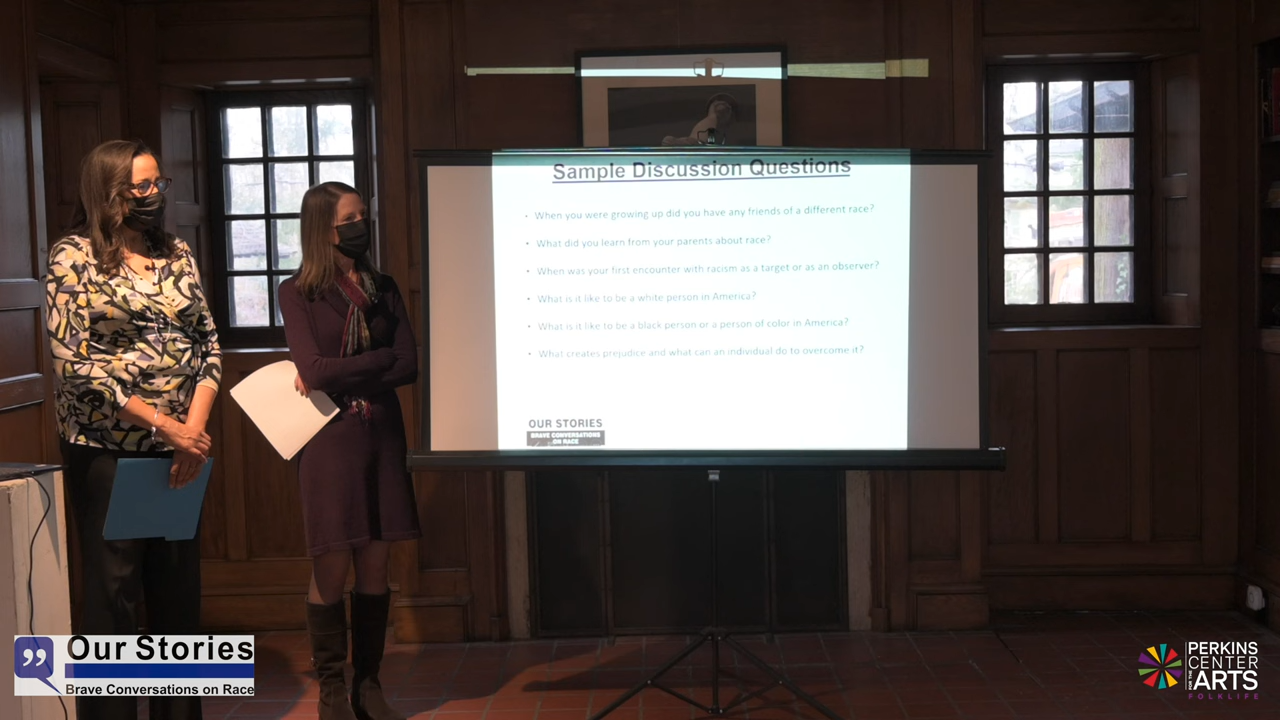 Sample Discussion Questions
• When you were growing up did you have any friends of a different race?
• What did you learn from your parents about race?
• When was your first encounter with racism as a target or as an observer?
• What is it like to be a white person in America?
• What is it like to be a black person or a person of color in America?
• What creates prejudice and what can an individual do to overcome it?
OUR STORIES
BRAVE CONVERSATIONS
ON RACE
Our Stories
Brave Conversations on Race
PERKINS
CENTER
FOR THE
ARTS
FOLKLIFE